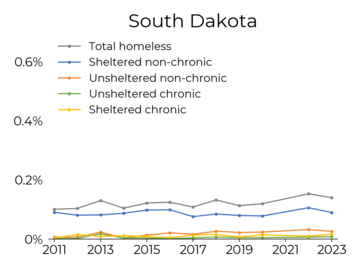 South Dakota
Total homeless
Sheltered non-chronic
Unsheltered non-chronic
Unsheltered chronic
Sheltered chronic
0.6%
0.4%
0.2%
0%
2011 2013 2015 2017 2019 2021 2023